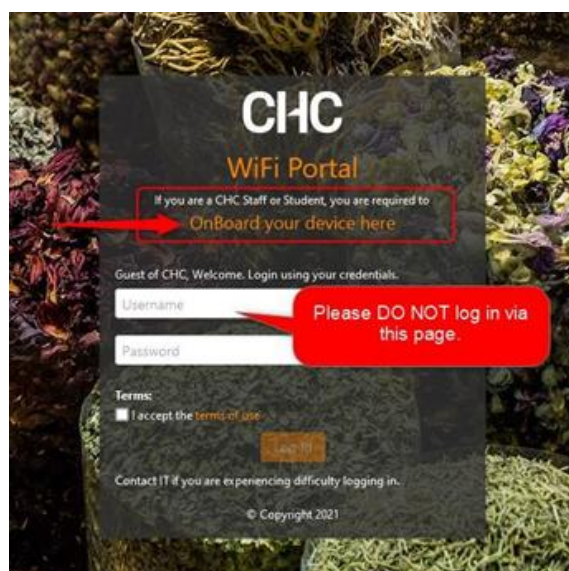 CHC
WiFi Portal
If you are a CHC Staff or Student, you are required to
OnBoard your device here
Guest of CHC, Welcome. Login using your credentials.
Username
Please DO NOT log in via
this page.
Password
Terms:
I accept the terms of use
Log In
Contact IT if you are experiencing difficulty logging in.
© Copyright 2021